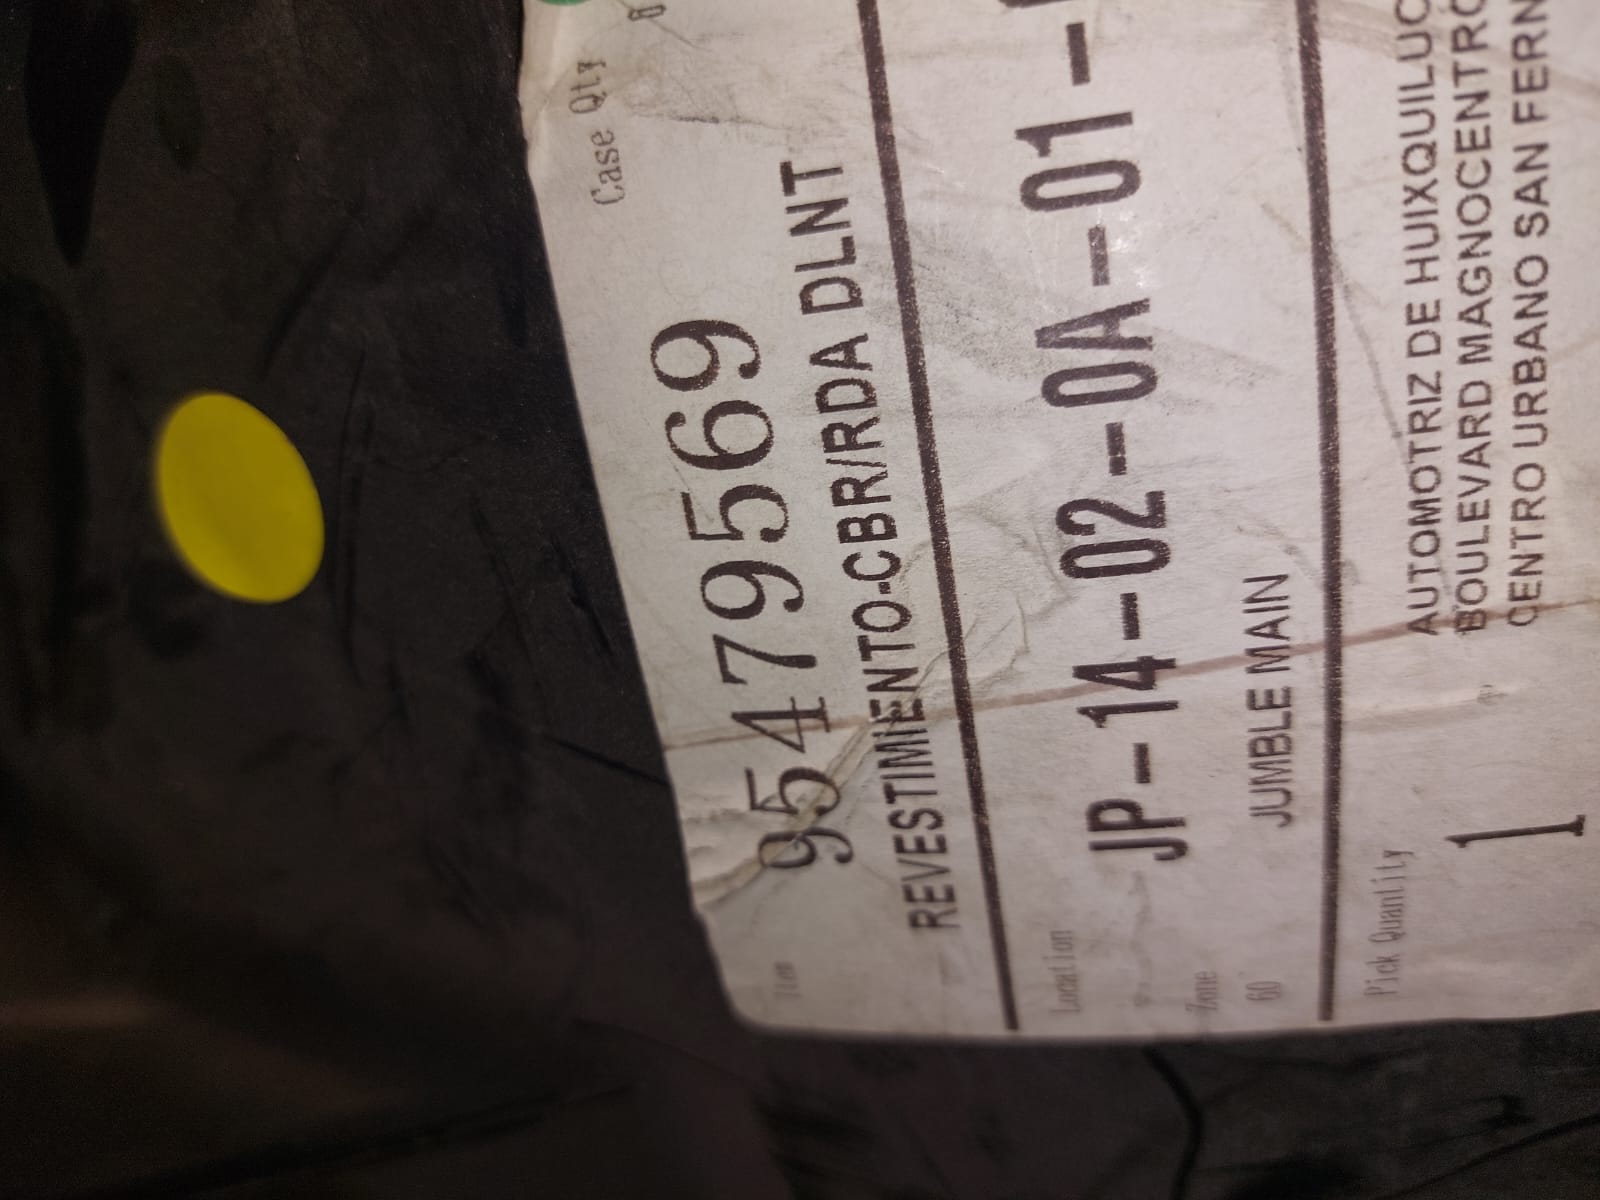 Case Qty
Item
95479569
REVESTIMIENTO-CBR/RDA DLNT
Location
JP-14-02-0A-01-
Zone
60
JUMBLE MAIN
Pick Quantity
1
AUTOMOTRIZ DE HUIXQUILUC
BOULEVARD MAGNOCENTRO
CENTRO URBANO SAN FERN